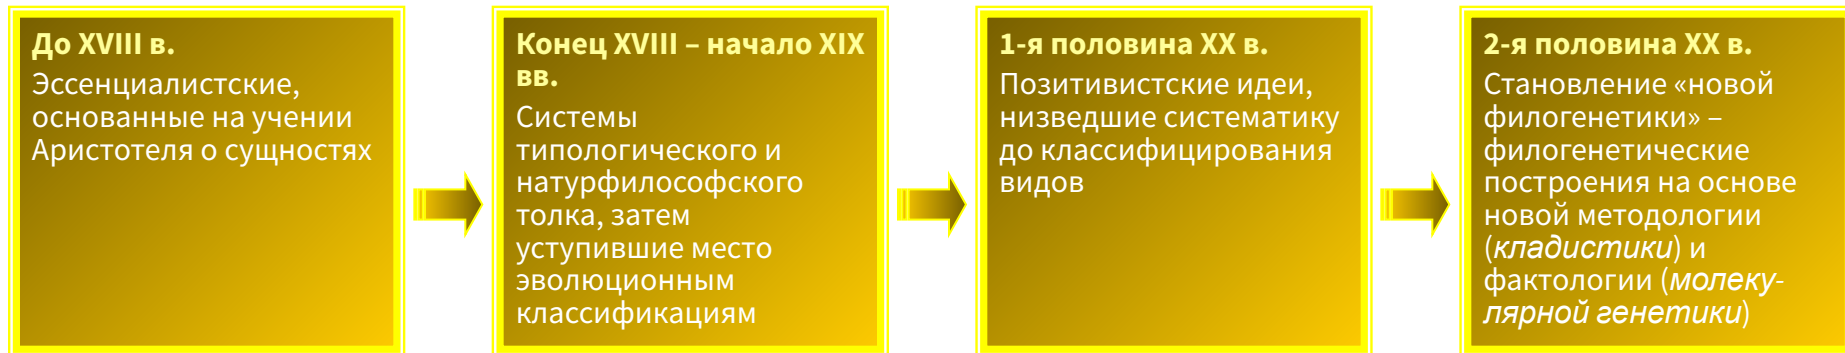 До XVIII в.
Эссенциалистские,
основанные на учении
Аристотеля о сущностях
Конец XVIII – начало XIX
вв.
Системы
типологического и
натурфилософского
толка, затем
уступившие место
эволюционным
классификациям
1-я половина XX в.
Позитивистские идеи,
низведшие систематику
до классифицирования
видов
2-я половина XX в.
Становление «новой
филогенетики» –
филогенетические
построения на основе
новой методологии
(кладистики) и
фактологии (молеку-
лярной генетики)